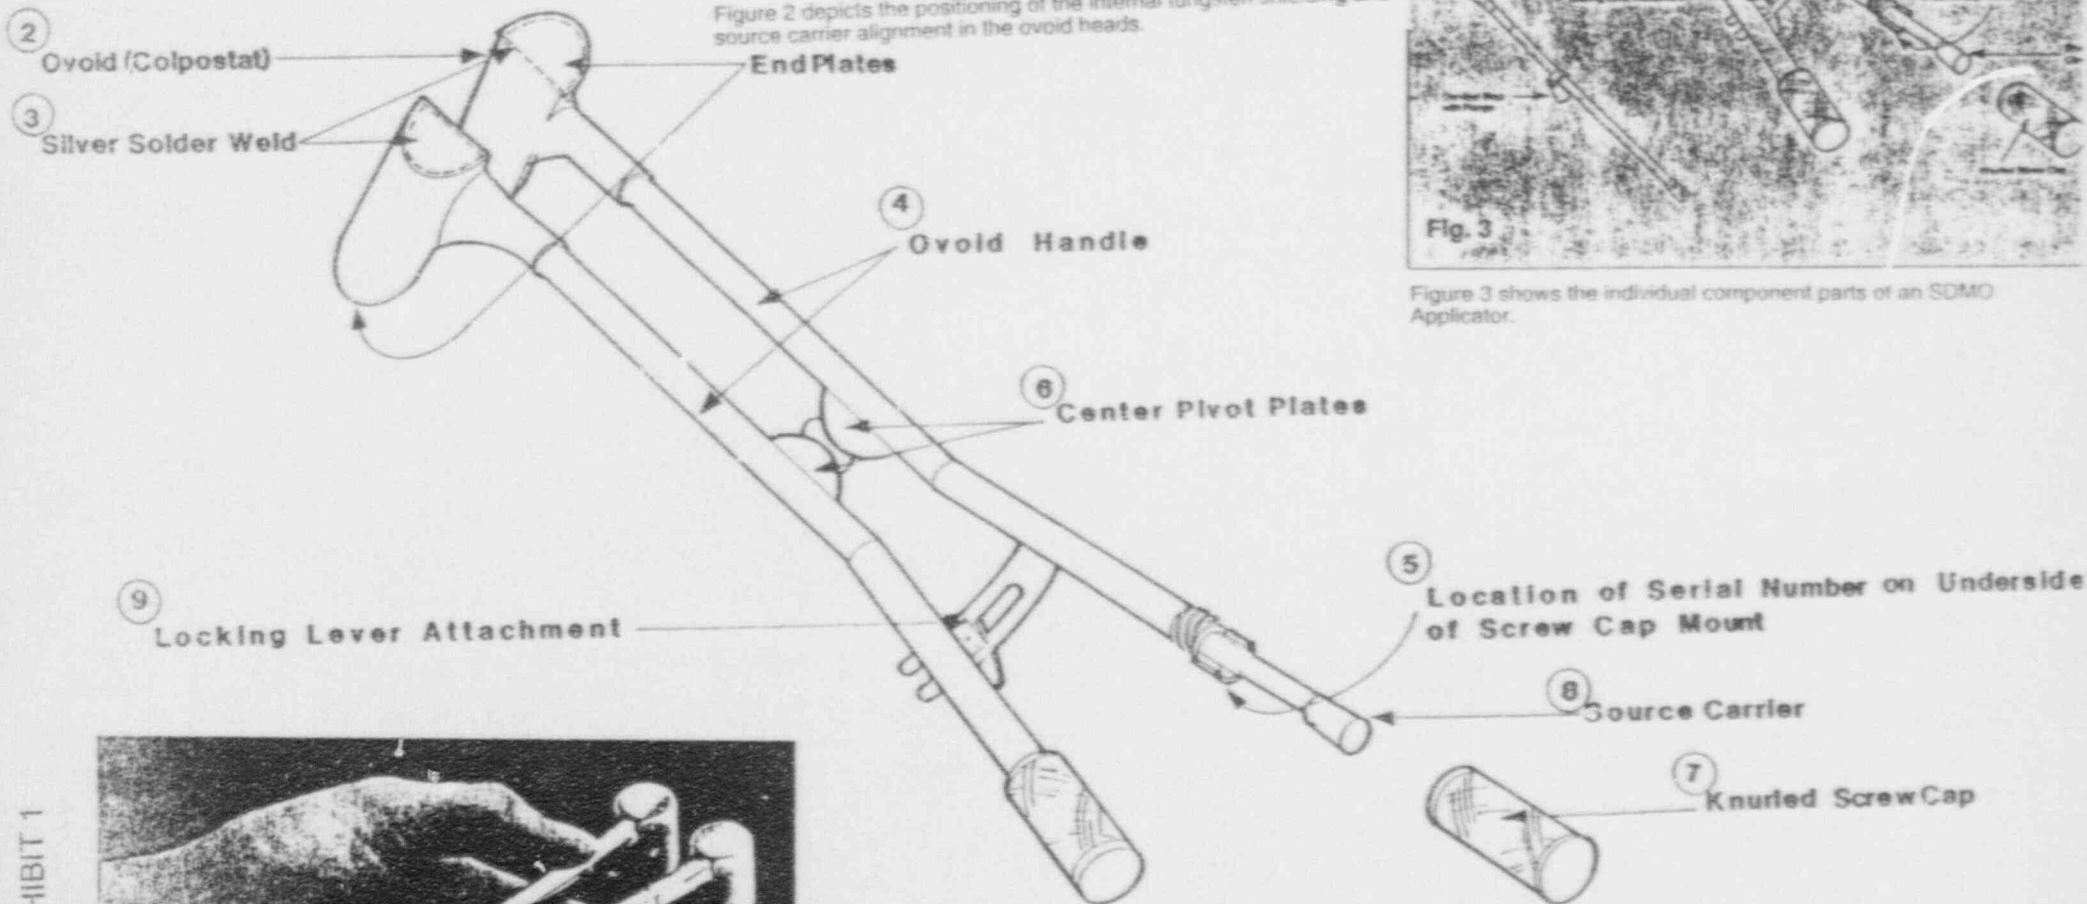 Figure 2 depicts the positioning of the internal tungsten shielding and
source carrier alignment in the ovoid heads.
2
Ovoid (Colpostat)
End Plates
3
Silver Solder Weld
4
Ovoid Handle
Fig. 3
Figure 3 shows the individual component parts of an SDMO
Applicator.
6
Center Pivot Plates
5
Location of Serial Number on Underside
of Screw Cap Mount
9
Locking Lever Attachment
8
Source Carrier
7
Knurled Screw Cap
HIBIT 1